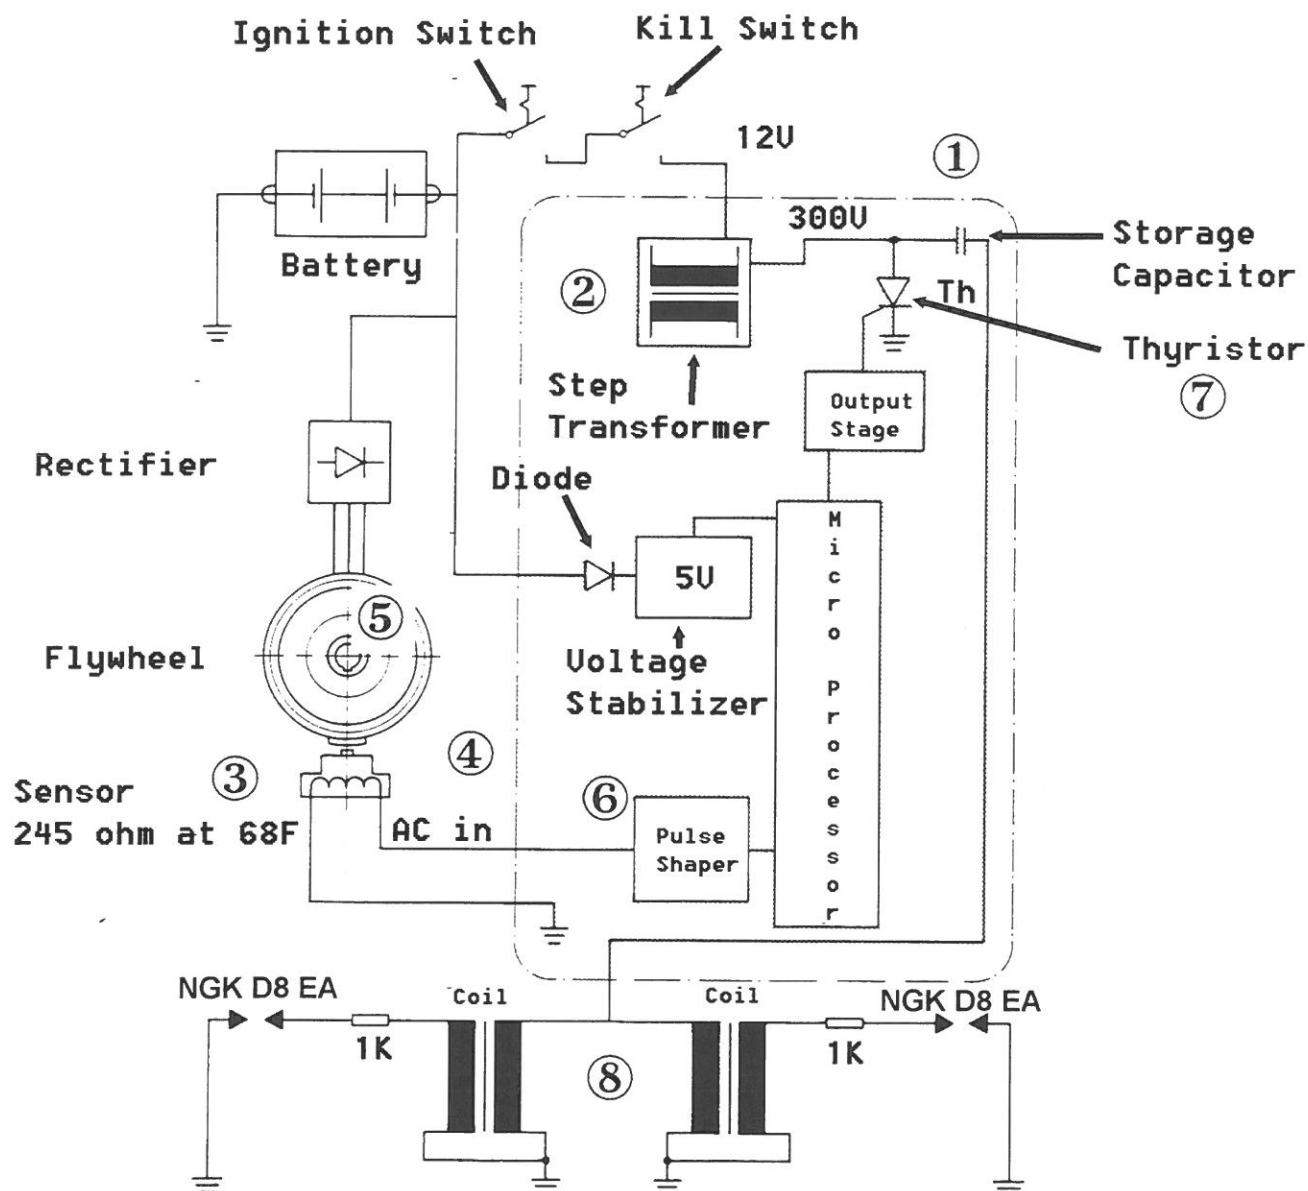 Ignition Switch
Kill Switch
12V
①
300V
Storage
Capacitor
Battery
②
Th
Thyristor
⑦
Step
Transformer
Output
Stage
Rectifier
Diode
5V
Micro Processor
⑤
Flywheel
Voltage
Stabilizer
③
④
Sensor
245 ohm at 68F
AC in
⑥
Pulse
Shaper
NGK D8 EA
Coil
Coil
NGK D8 EA
1K
1K
⑧